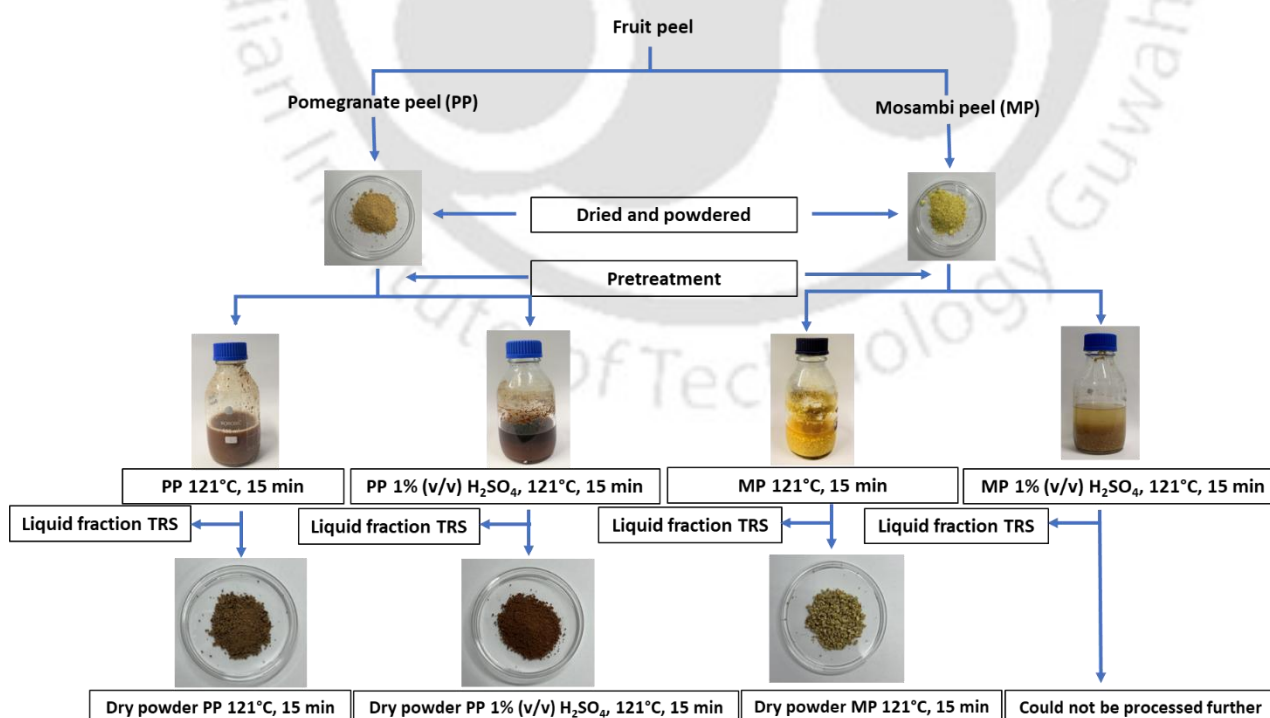 Fruit peel
Pomegranate peel (PP)
Mosambi peel (MP)
Dried and powdered
Pretreatment
PP 121°C, 15 min
PP 1% (v/v) H₂SO₄, 121°C, 15 min
MP 121°C, 15 min
MP 1% (v/v) H₂SO₄, 121°C, 15 min
Liquid fraction TRS
Liquid fraction TRS
Liquid fraction TRS
Liquid fraction TRS
Dry powder PP 121°C, 15 min
Dry powder PP 1% (v/v) H₂SO₄, 121°C, 15 min
Dry powder MP 121°C, 15 min
Could not be processed further